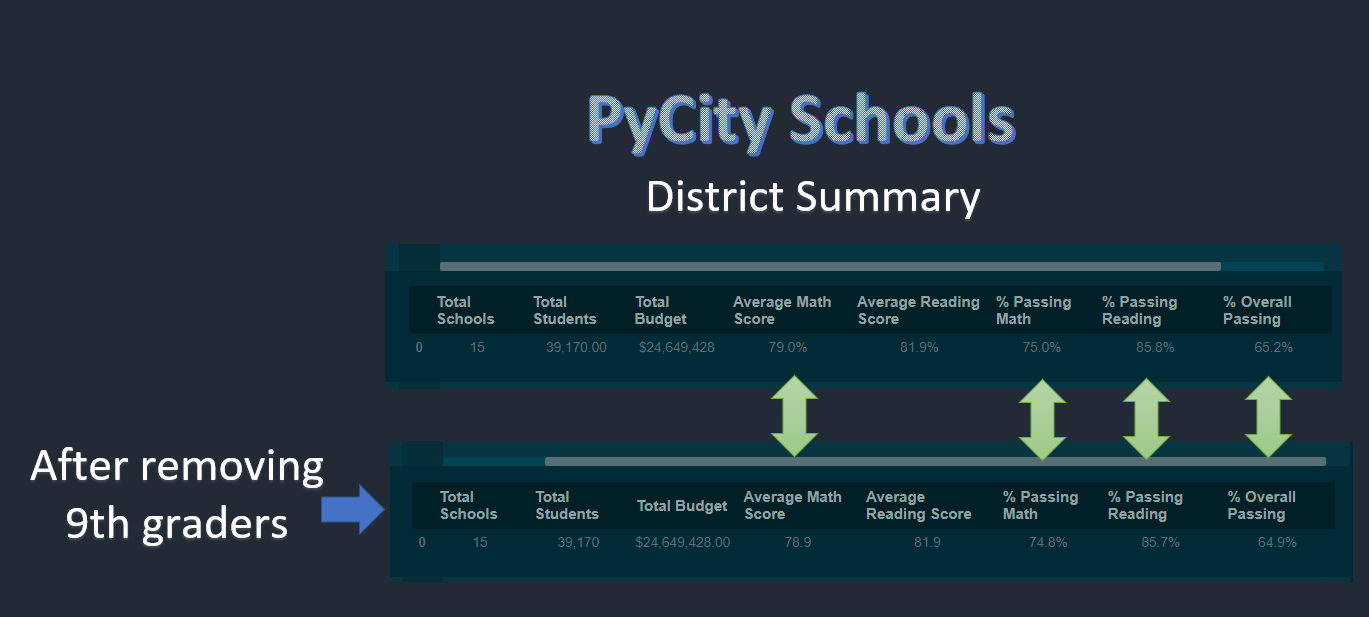 PyCity Schools
District Summary
Total Schools Total Students Total Budget Average Math Score Average Reading Score % Passing Math % Passing Reading % Overall Passing
0 15 39,170.00 $24,649,428 79.0% 81.9% 75.0% 85.8% 65.2%
After removing
9th graders
Total Schools Total Students Total Budget Average Math Score Average Reading Score % Passing Math % Passing Reading % Overall Passing
0 15 39,170 $24,649,428.00 78.9 81.9 74.8% 85.7% 64.9%